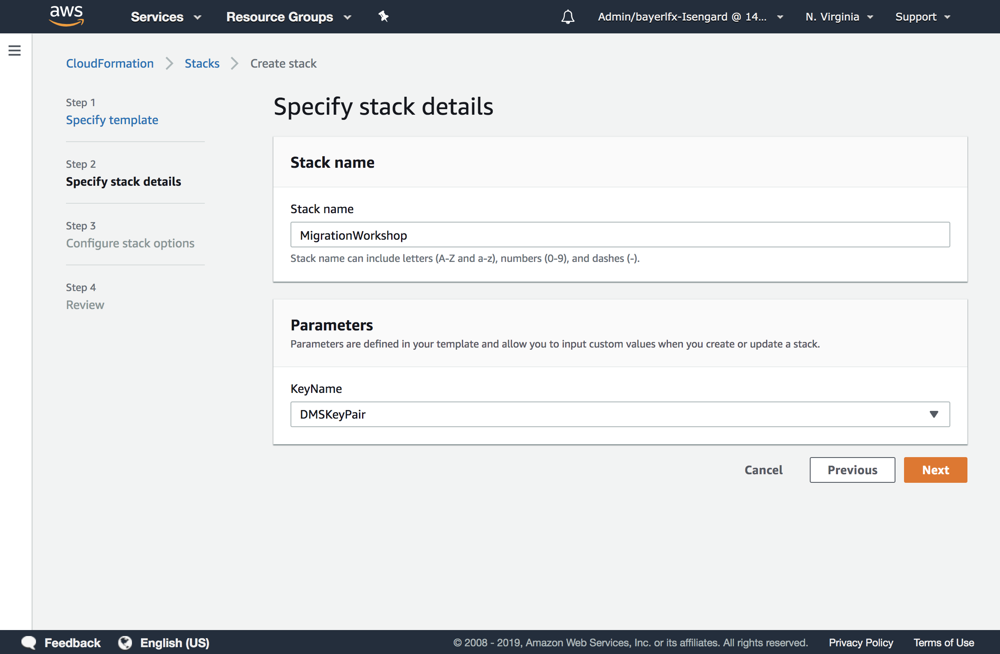 aws Services Resource Groups Admin/bayerlfx-Isengard @ 14... N. Virginia Support
CloudFormation Stacks Create stack
Step 1
Specify template
Step 2
Specify stack details
Step 3
Configure stack options
Step 4
Review
Specify stack details
Stack name
Stack name
MigrationWorkshop
Stack name can include letters (A-Z and a-z), numbers (0-9), and dashes (-).
Parameters
Parameters are defined in your template and allow you to input custom values when you create or update a stack.
KeyName
DMSKeyPair
Cancel Previous Next
Feedback English (US) © 2008 - 2019, Amazon Web Services, Inc. or its affiliates. All rights reserved. Privacy Policy Terms of Use